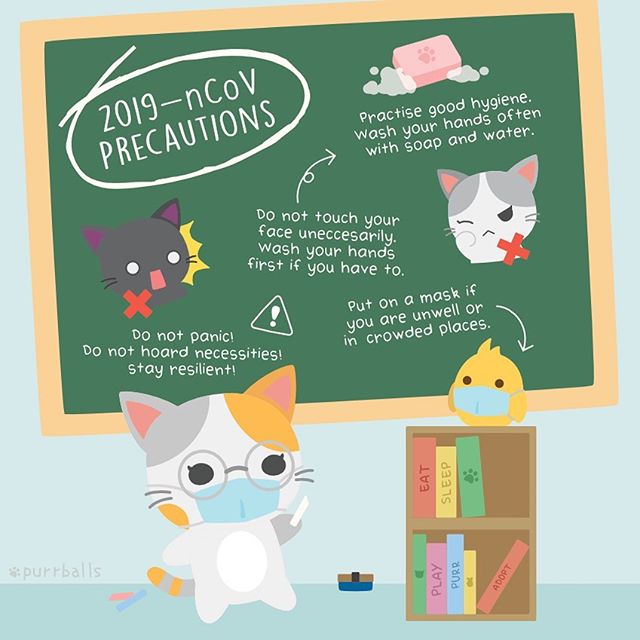 2019-nCoV
PRECAUTIONS
Practise good hygiene.
Wash your hands often
with soap and water.
Do not touch your
face uneccesarily.
Wash your hands
first if you have to.
Put on a mask if
you are unwell or
in crowded places.
Do not panic!
Do not hoard necessities!
stay resilient!
EAT
SLEEP
PLAY
PURR
ADOPT
purrballs